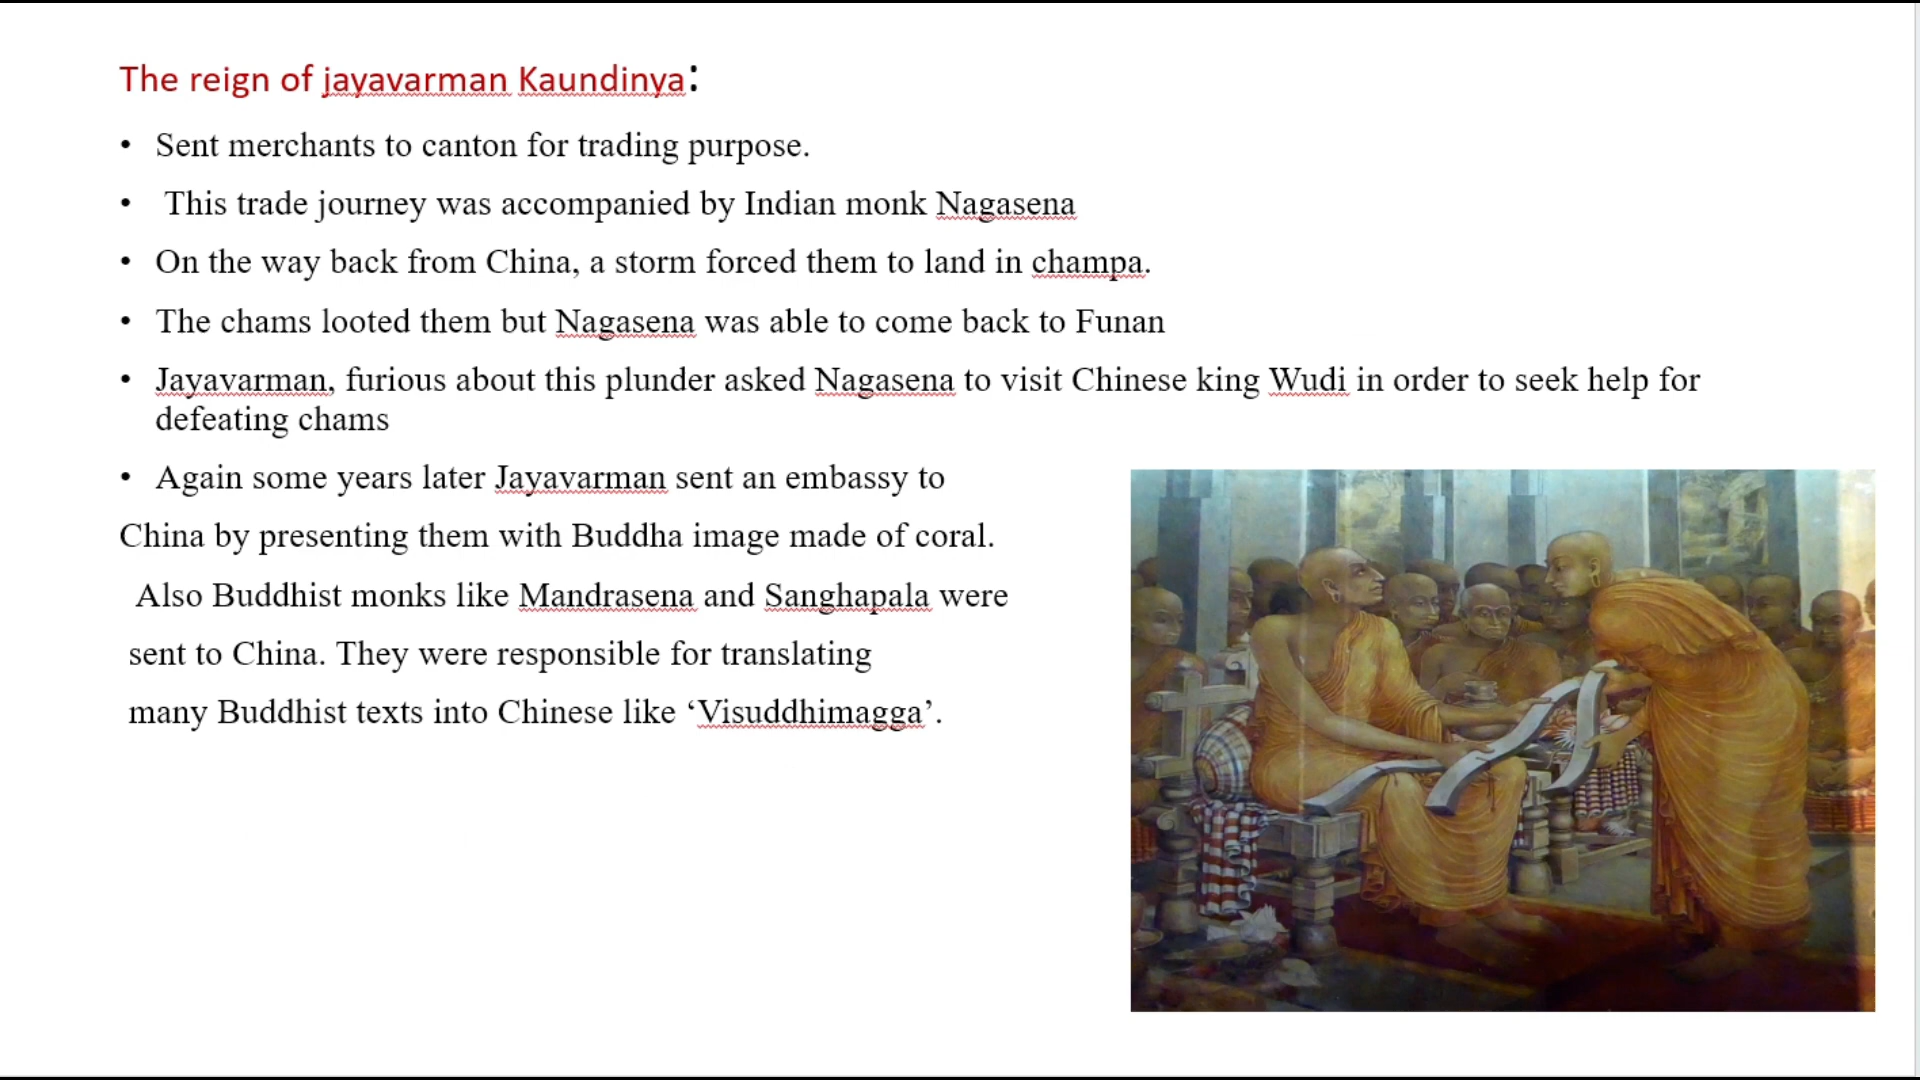 The reign of jayavarman Kaundinya:
• Sent merchants to canton for trading purpose.
• This trade journey was accompanied by Indian monk Nagasena
• On the way back from China, a storm forced them to land in champa.
• The chams looted them but Nagasena was able to come back to Funan
• Jayavarman, furious about this plunder asked Nagasena to visit Chinese king Wudi in order to seek help for
defeating chams
• Again some years later Jayavarman sent an embassy to
China by presenting them with Buddha image made of coral.
Also Buddhist monks like Mandrasena and Sanghapala were
sent to China. They were responsible for translating
many Buddhist texts into Chinese like ‘Visuddhimagga’.